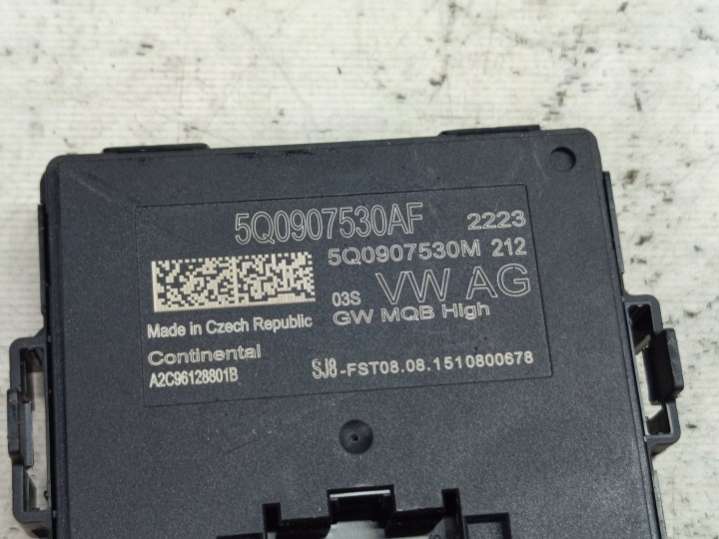 5Q0907530AF 2223
5Q0907530M 212
03S VW AG
GW MQB High
Made in Czech Republic
Continental
A2C96128801B
SJ8-FST08.08.1510800678